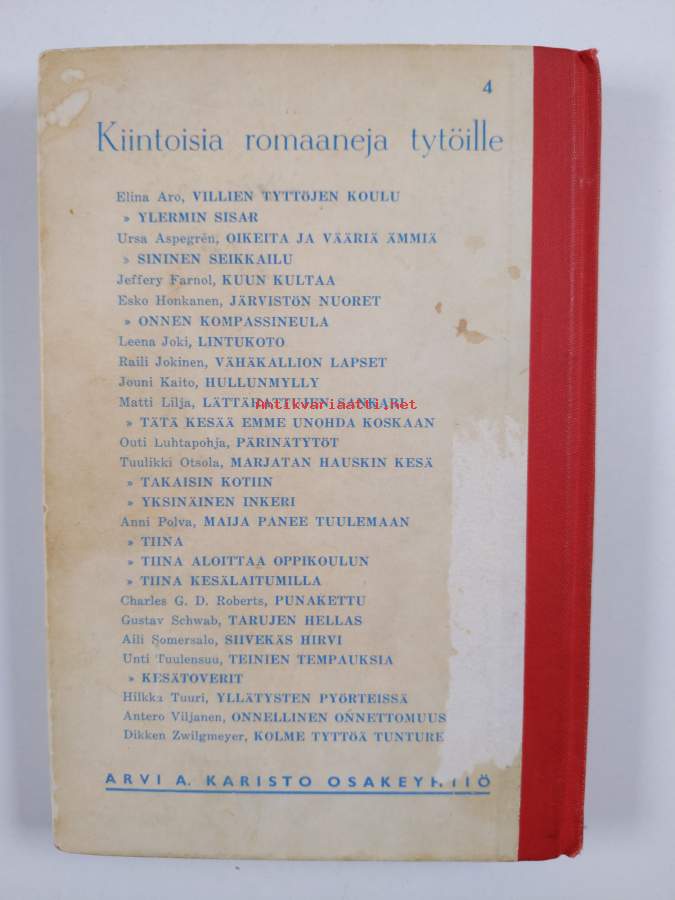 4
Kiintoisia romaaneja tytöille
Elina Aro, VILLIEN TYTTÖJEN KOULU
» YLERMIN SISAR
Ursa Aspegrén, OIKEITA JA VÄÄRIÄ ÄMMIÄ
» SININEN SEIKKAILU
Jeffery Farnol, KUUN KULTAA
Esko Honkanen, JÄRVISTÖN NUORET
» ONNEN KOMPASSINEULA
Leena Joki, LINTUKOTO
Raili Jokinen, VÄHÄKALLION LAPSET
Jouni Kaito, HULLUNMYLLY
Matti Lilja, LÄTTÄHATTUJEN SANKARI
Antikvariaatti.net
» TÄTÄ KESÄÄ EMME UNOHDA KOSKAAN
Outi Luhtapohja, PÄRINÄTYTÖT
Tuulikki Otsola, MARJATAN HAUSKIN KESÄ
» TAKAISIN KOTIIN
» YKSINÄINEN INKERI
Anni Polva, MAIJA PANEE TUULEMAAN
» TIINA
» TIINA ALOITTAA OPPIKOULUN
» TIINA KESÄLAITUMILLA
Charles G. D. Roberts, PUNAKETTU
Gustav Schwab, TARUJEN HELLAS
Aili Somersalo, SIIVEKÄS HIRVI
Unti Tuulensuu, TEINIEN TEMPAUKSIA
» KESÄTOVERIT
Hilkka Tuuri, YLLÄTYSTEN PYÖRTEISSÄ
Antero Viljanen, ONNELLINEN ONNETTOMUUS
Dikken Zwilgmeyer, KOLME TYTTÖÄ TUNTURE
ARVI A. KARISTO OSAKEYHTIÖ